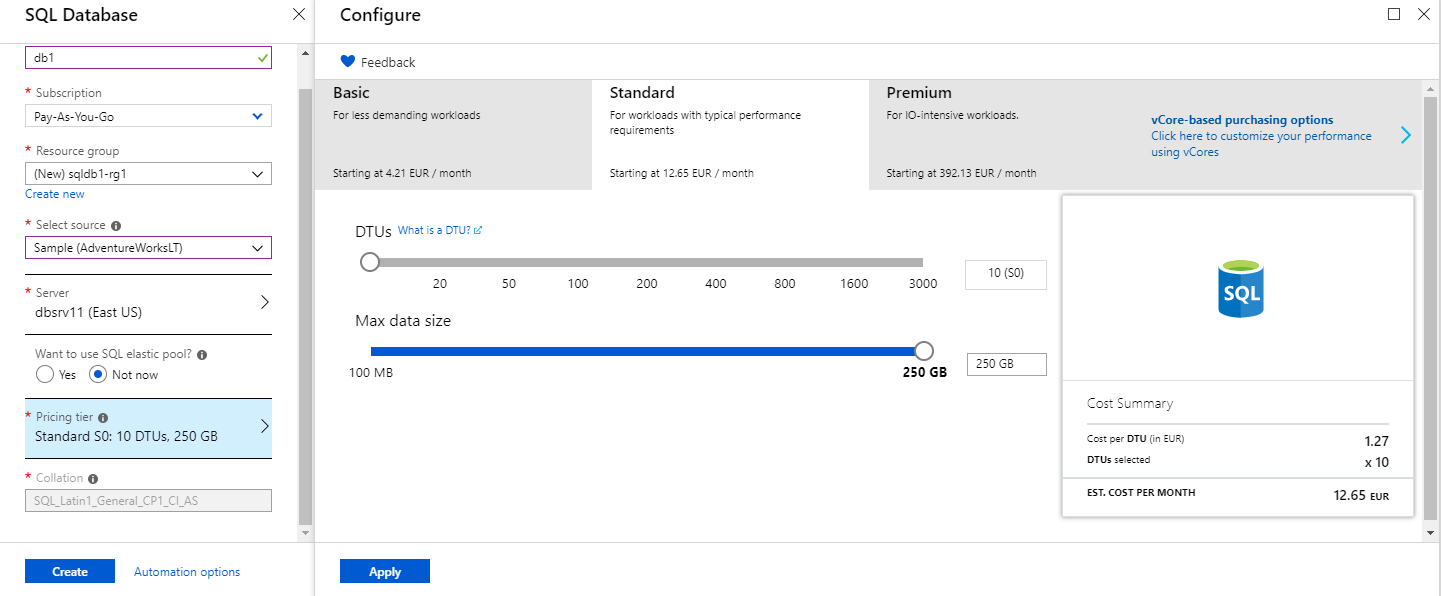 SQL Database
db1
* Subscription
Pay-As-You-Go
* Resource group
(New) sqldb1-rg1
Create new
* Select source
Sample (AdventureWorksLT)
* Server
dbsrv11 (East US)
Want to use SQL elastic pool?
Yes Not now
* Pricing tier
Standard S0: 10 DTUs, 250 GB
* Collation
SQL_Latin1_General_CP1_CI_AS
Create Automation options
Configure
Feedback
Basic
For less demanding workloads
Starting at 4.21 EUR / month
Standard
For workloads with typical performance
requirements
Starting at 12.65 EUR / month
Premium
For IO-intensive workloads.
Starting at 392.13 EUR / month
vCore-based purchasing options
Click here to customize your performance
using vCores
DTUs What is a DTU?
20 50 100 200 400 800 1600 3000
10 (S0)
Max data size
100 MB 250 GB
250 GB
SQL
Cost Summary
Cost per DTU (in EUR) 1.27
DTUs selected x 10
EST. COST PER MONTH 12.65 EUR
Apply